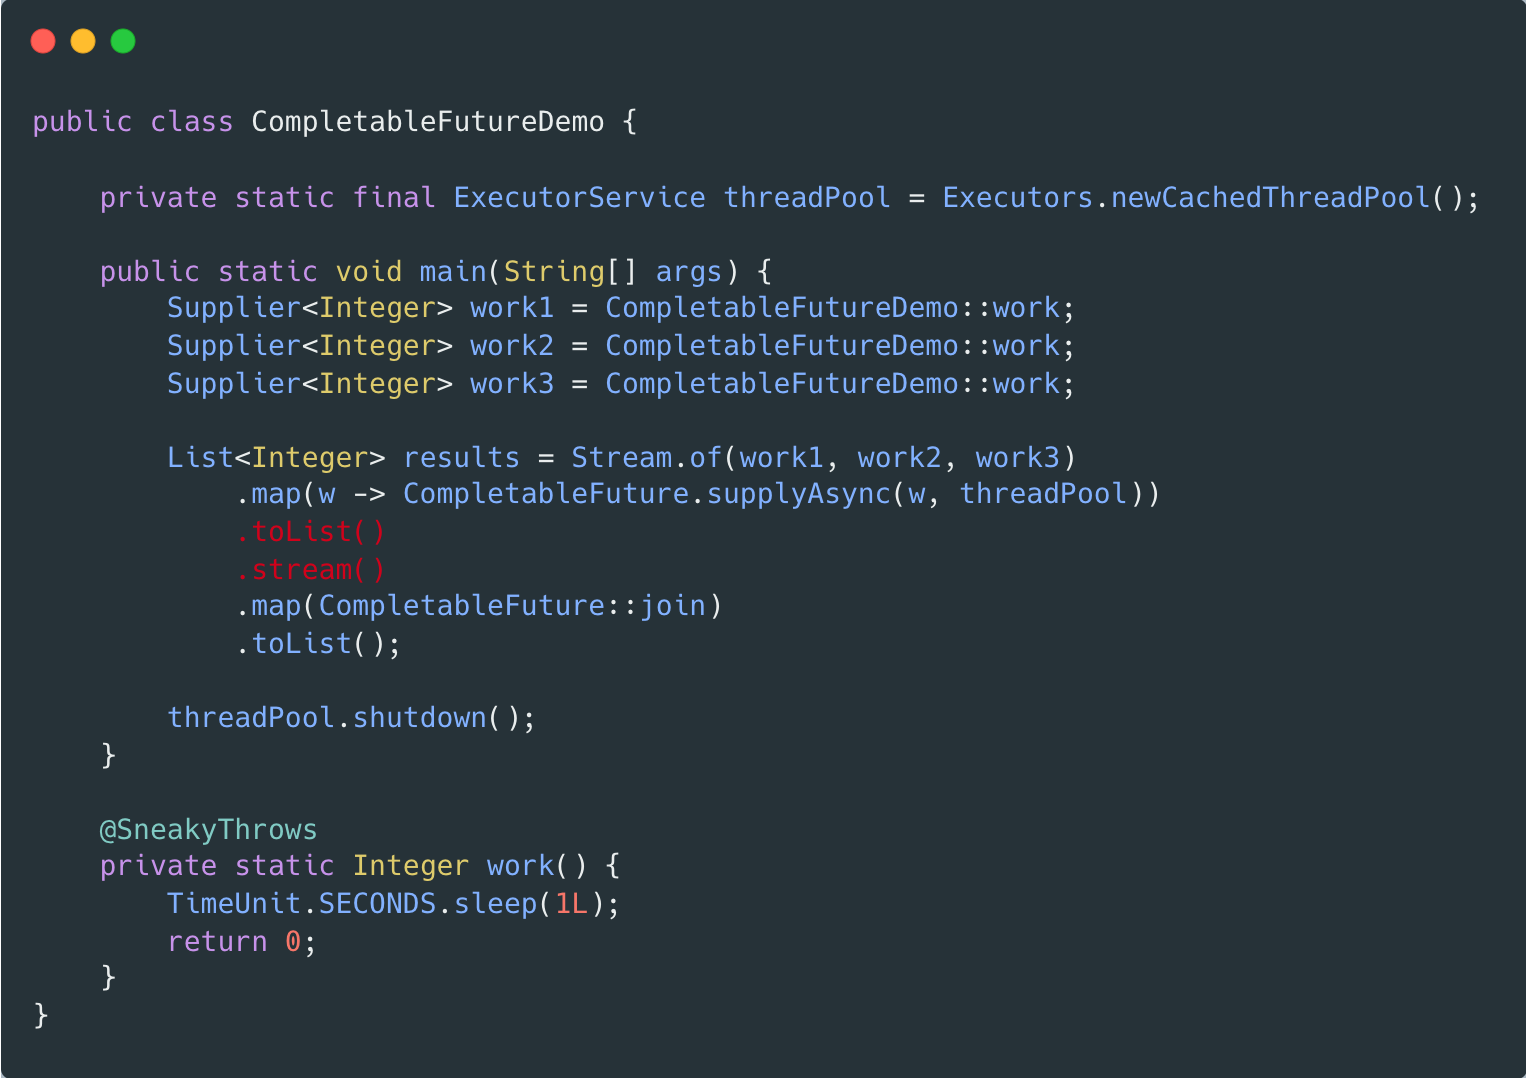 public class CompletableFutureDemo {
    private static final ExecutorService threadPool = Executors.newCachedThreadPool();
    public static void main(String[] args) {
        Supplier<Integer> work1 = CompletableFutureDemo::work;
        Supplier<Integer> work2 = CompletableFutureDemo::work;
        Supplier<Integer> work3 = CompletableFutureDemo::work;
        List<Integer> results = Stream.of(work1, work2, work3)
            .map(w -> CompletableFuture.supplyAsync(w, threadPool))
            .toList()
            .stream()
            .map(CompletableFuture::join)
            .toList();
        threadPool.shutdown();
    }
    @SneakyThrows
    private static Integer work() {
        TimeUnit.SECONDS.sleep(1L);
        return 0;
    }
}